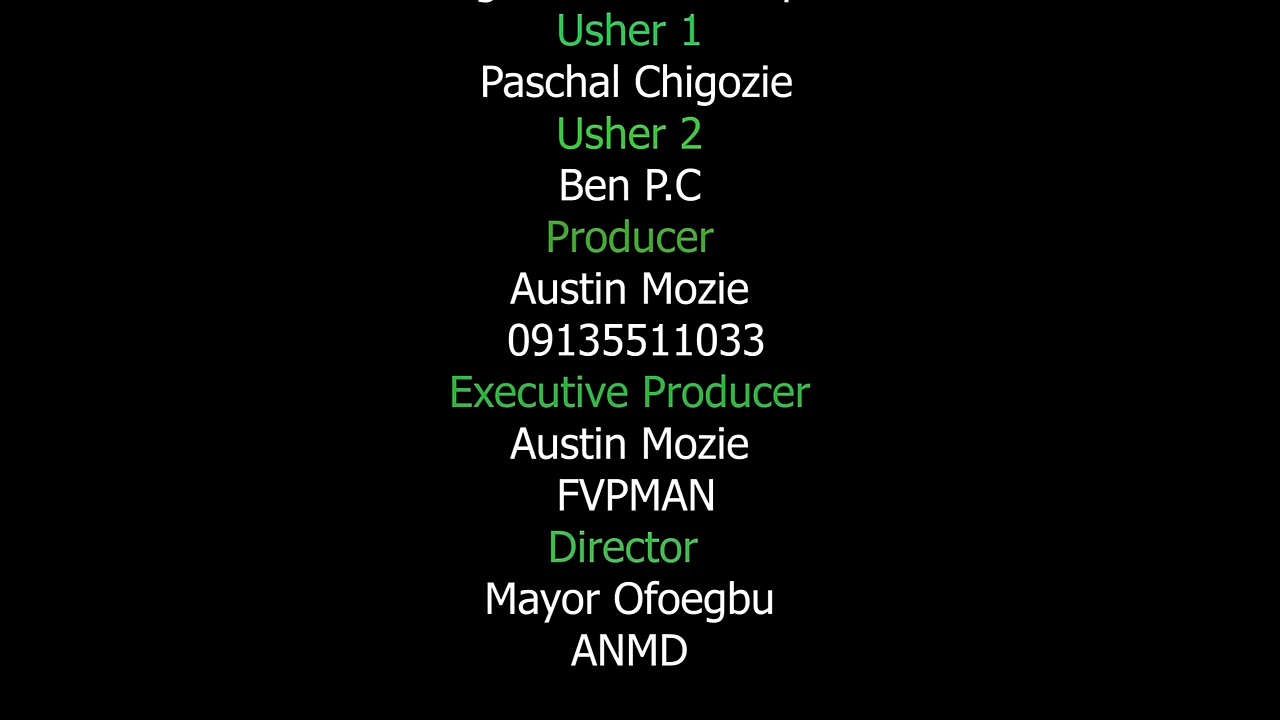 Usher 1
Paschal Chigozie
Usher 2
Ben P.C
Producer
Austin Mozie
09135511033
Executive Producer
Austin Mozie
FVPMAN
Director
Mayor Ofoegbu
ANMD